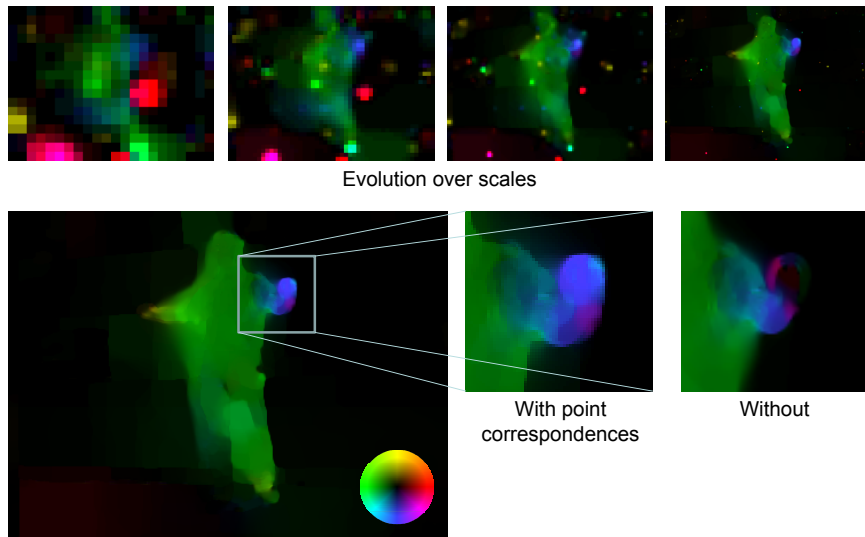 Evolution over scales
With point
correspondences
Without